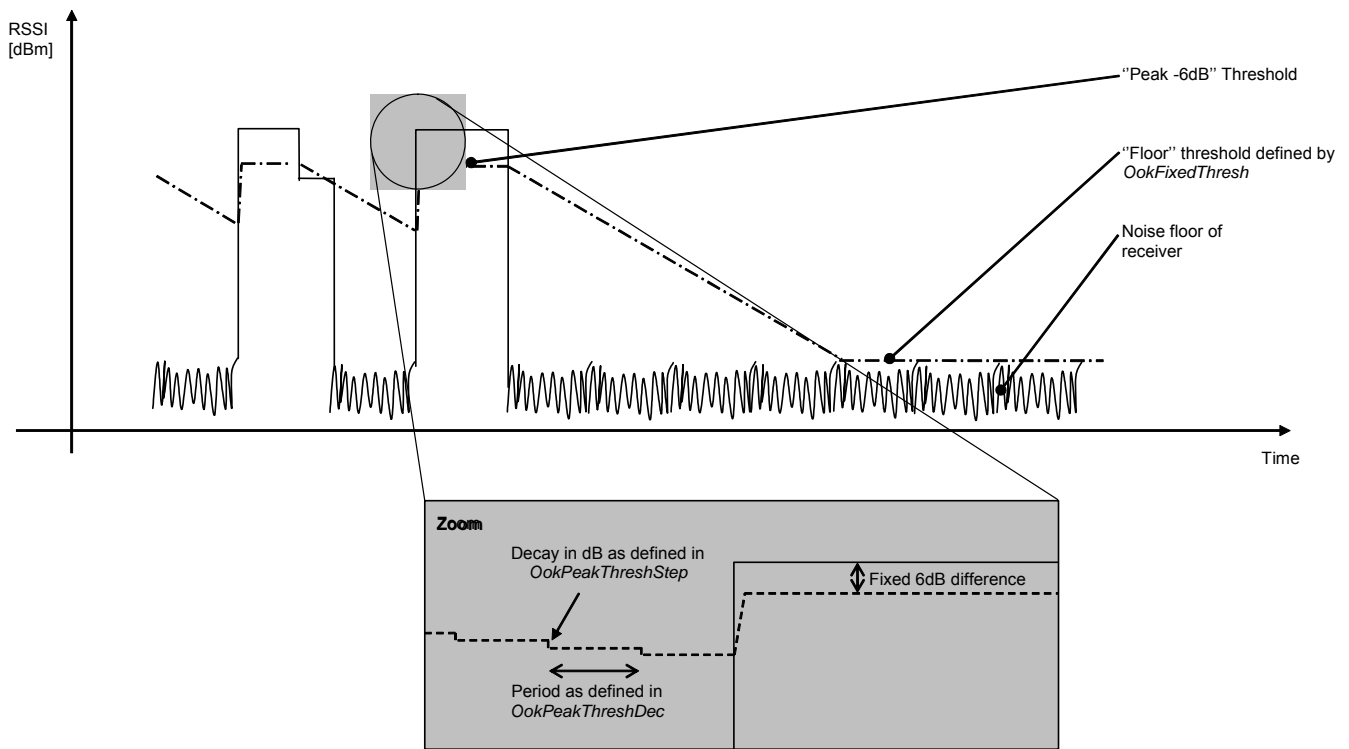 RSSI
[dBm]
‘’Peak -6dB’’ Threshold
‘’Floor’’ threshold defined by
OokFixedThresh
Noise floor of
receiver
Time
Zoom
Decay in dB as defined in
OokPeakThreshStep
Fixed 6dB difference
Period as defined in
OokPeakThreshDec